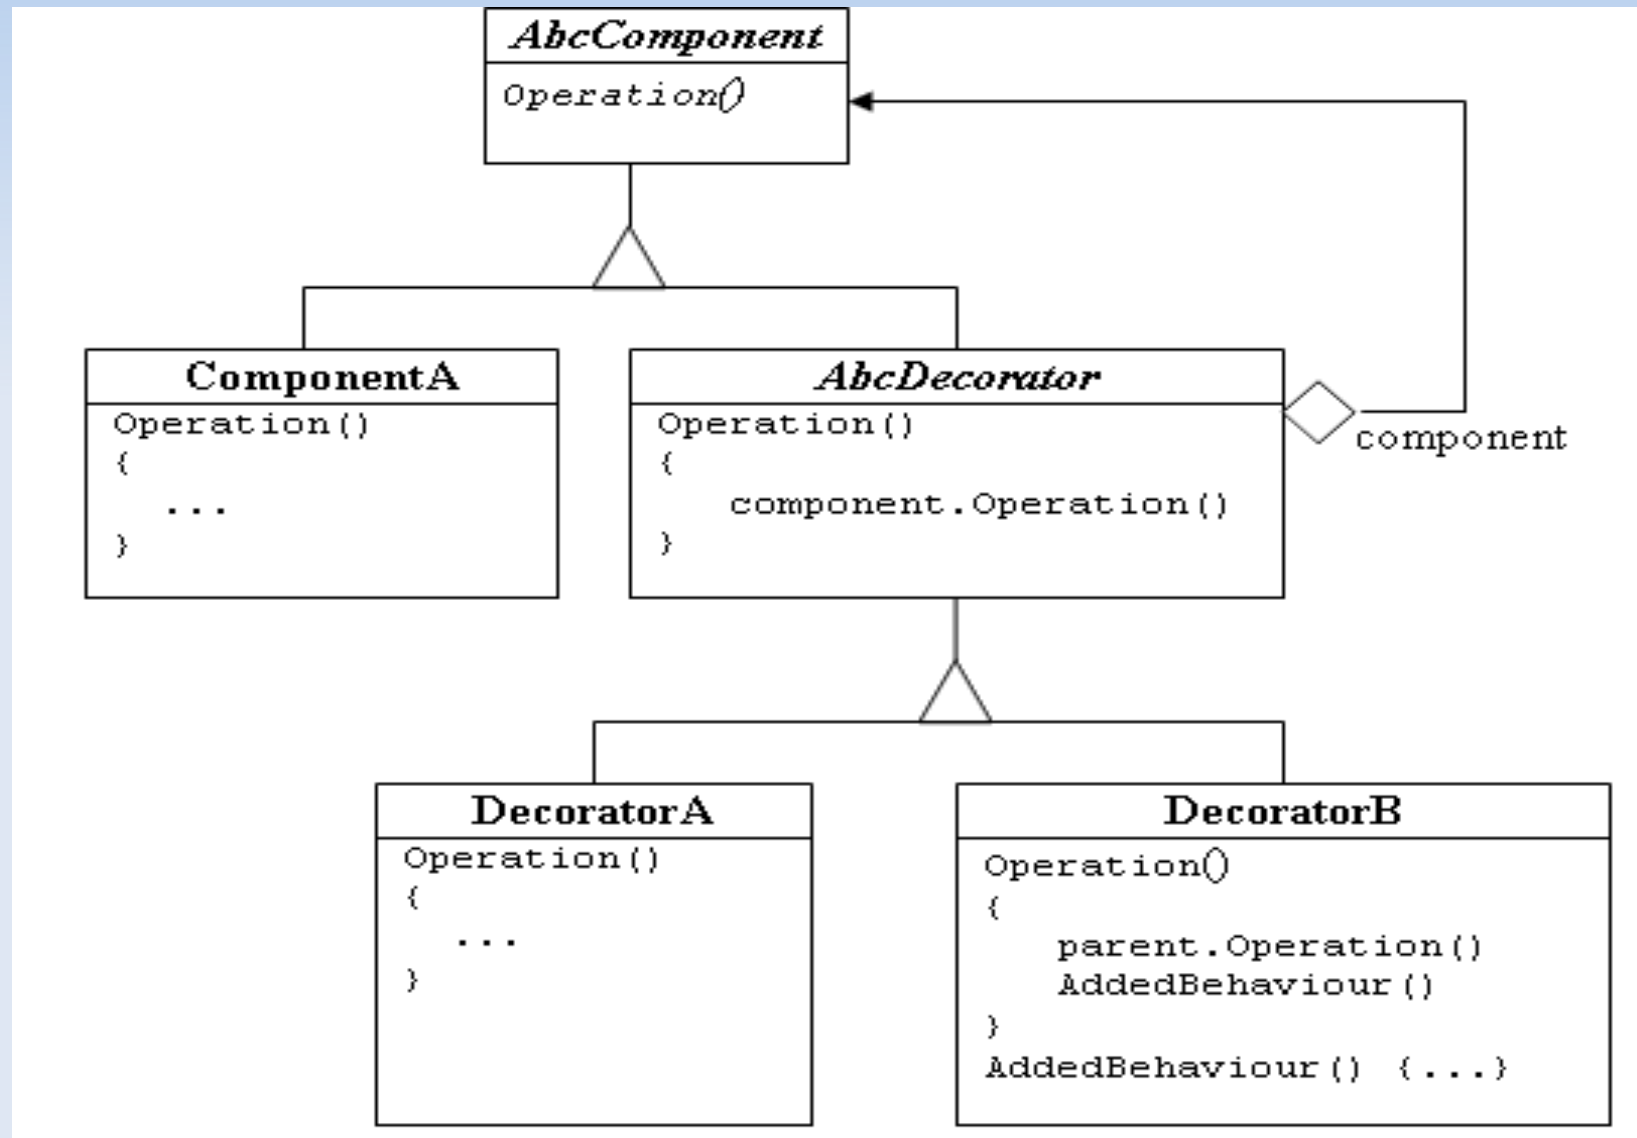 AbcComponent
Operation()
ComponentA
Operation()
{
...
}
AbcDecorator
Operation()
{
component.Operation()
}
component
DecoratorA
Operation()
{
...
}
DecoratorB
Operation()
{
parent.Operation()
AddedBehaviour()
}
AddedBehaviour() {...}